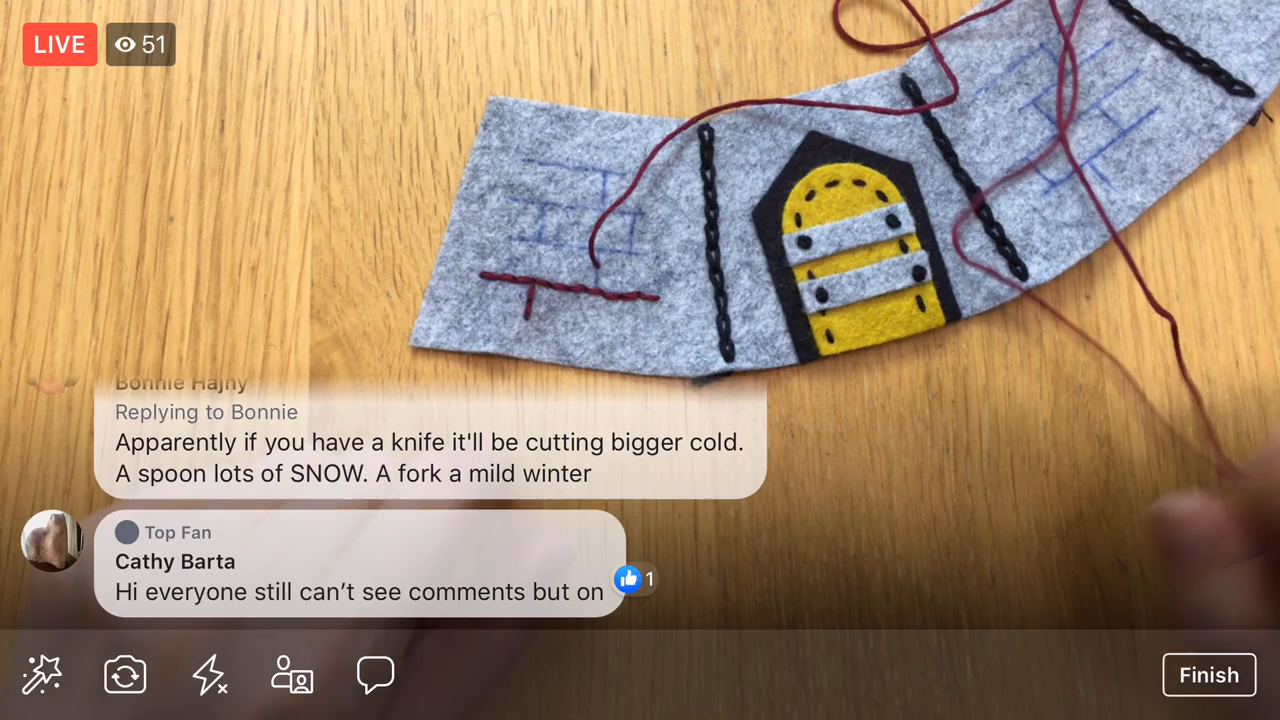 LIVE
51
Bonnie Hajny
Replying to Bonnie
Apparently if you have a knife it'll be cutting bigger cold.
A spoon lots of SNOW. A fork a mild winter
Top Fan
Cathy Barta
Hi everyone still can’t see comments but on
1
Finish